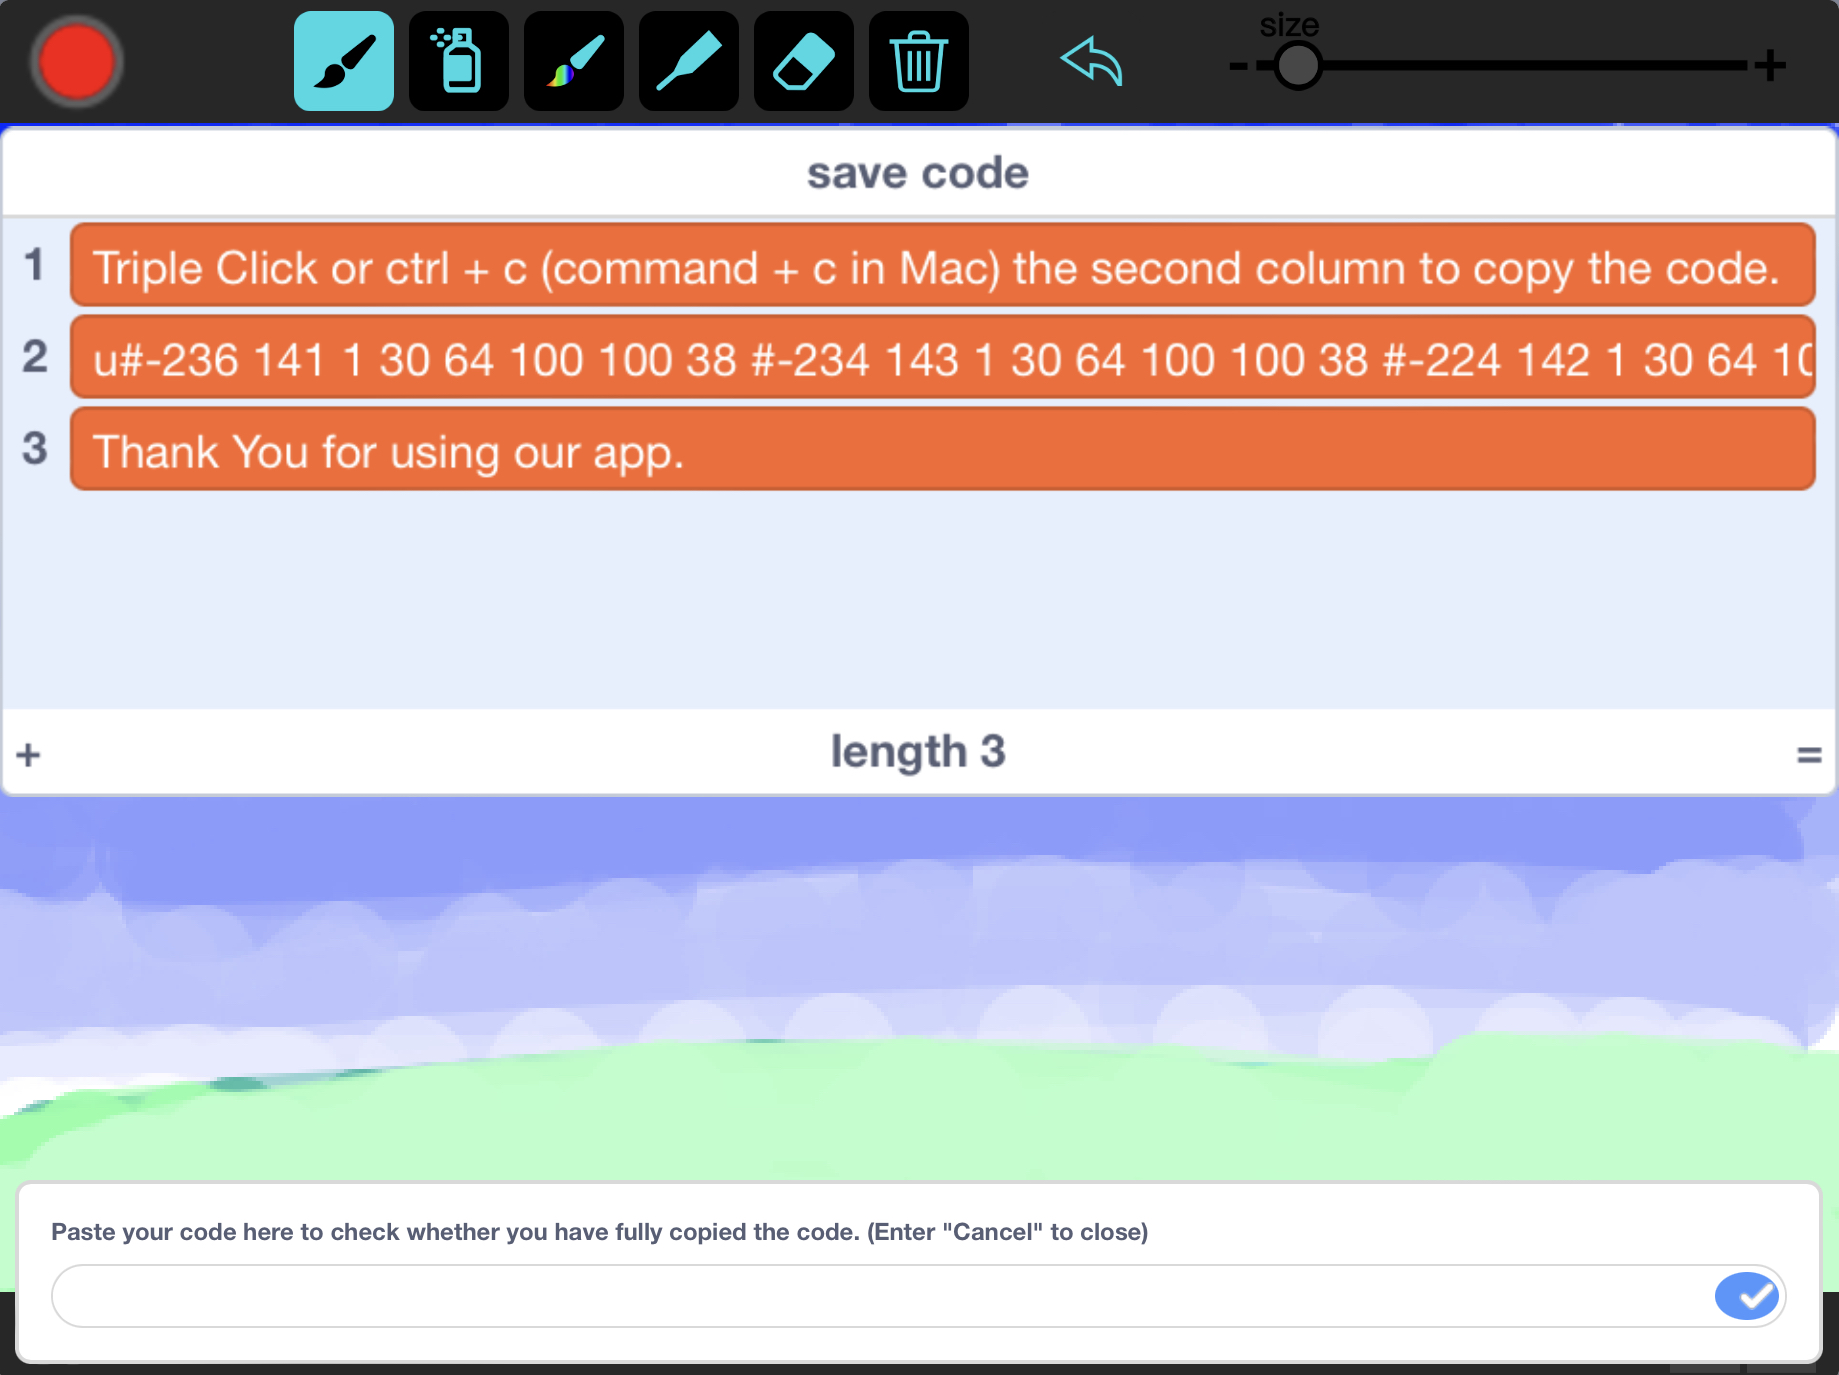 size
- +
save code
1 Triple Click or ctrl + c (command + c in Mac) the second column to copy the code.
2 u#-236 141 1 30 64 100 100 38 #-234 143 1 30 64 100 100 38 #-224 142 1 30 64 10
3 Thank You for using our app.
+ length 3 =
Paste your code here to check whether you have fully copied the code. (Enter "Cancel" to close)